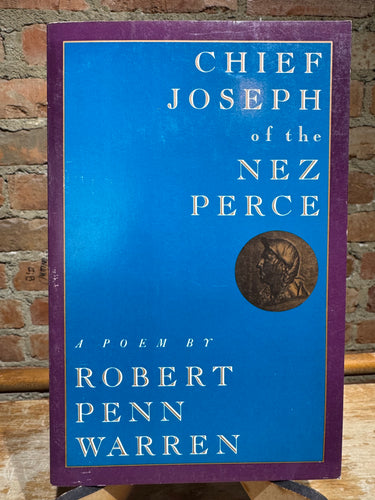 CHIEF
JOSEPH
of the
NEZ
PERCE
A POEM BY
ROBERT
PENN
WARREN